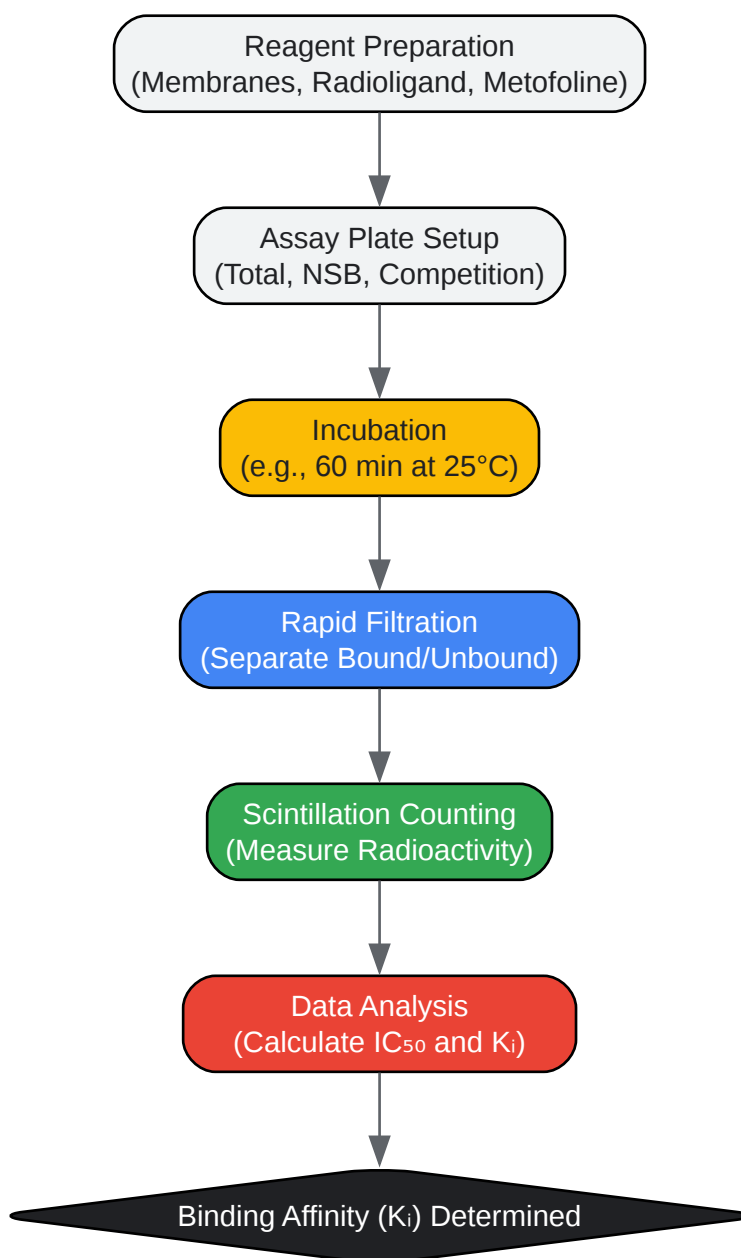 Reagent Preparation
(Membranes, Radioligand, Metofoline)
Assay Plate Setup
(Total, NSB, Competition)
Incubation
(e.g., 60 min at 25°C)
Rapid Filtration
(Separate Bound/Unbound)
Scintillation Counting
(Measure Radioactivity)
Data Analysis
(Calculate IC₅₀ and Kᵢ)
Binding Affinity (Kᵢ) Determined